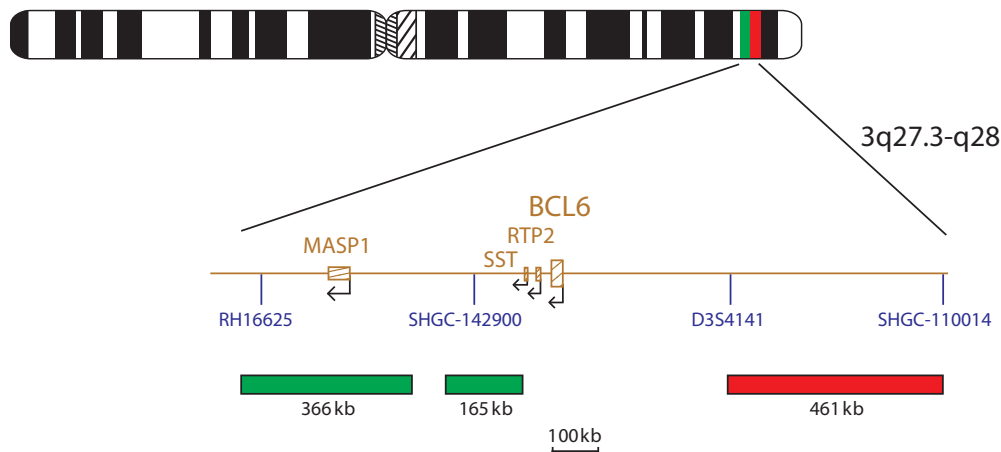 3q27.3-q28
BCL6
MASP1
RTP2
SST
RH16625
SHGC-142900
D3S4141
SHGC-110014
366 kb
165 kb
461 kb
100 kb